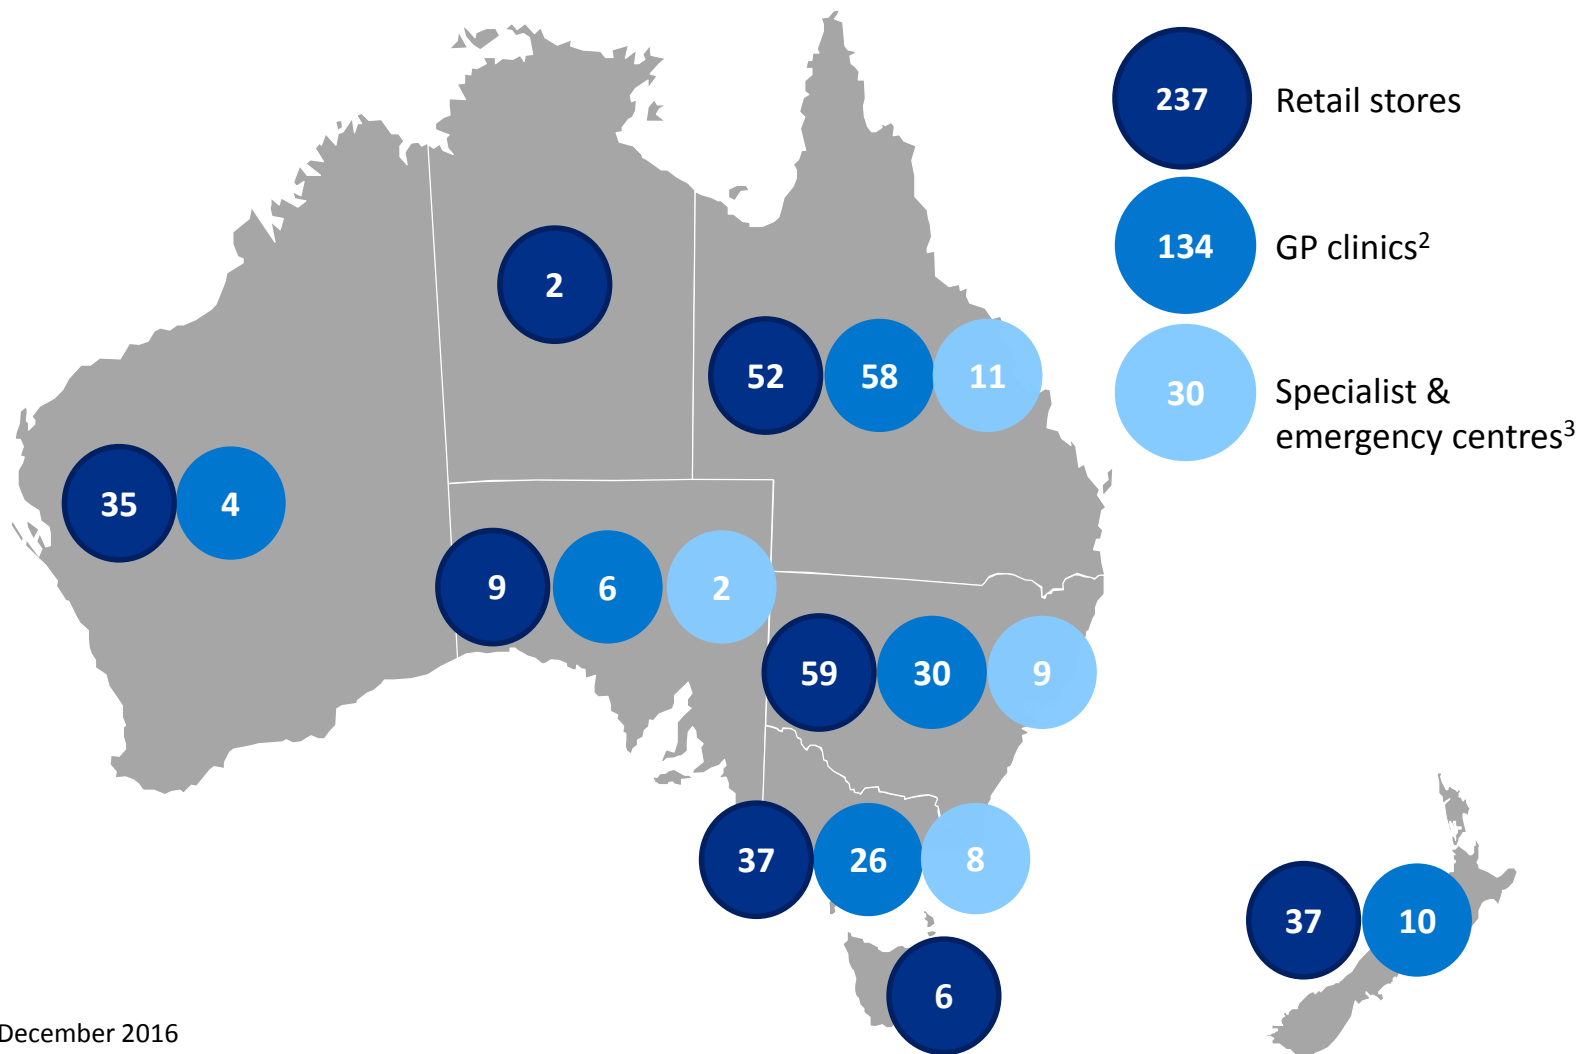 237 Retail stores
134 GP clinics²
30 Specialist &
emergency centres³
2
52 58 11
35 4
9 6 2
59 30 9
37 26 8
37 10
6
December 2016